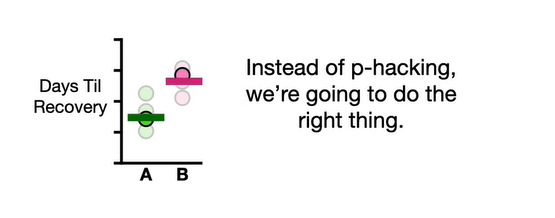 Days Til
Recovery
A B
Instead of p-hacking,
we're going to do the
right thing.